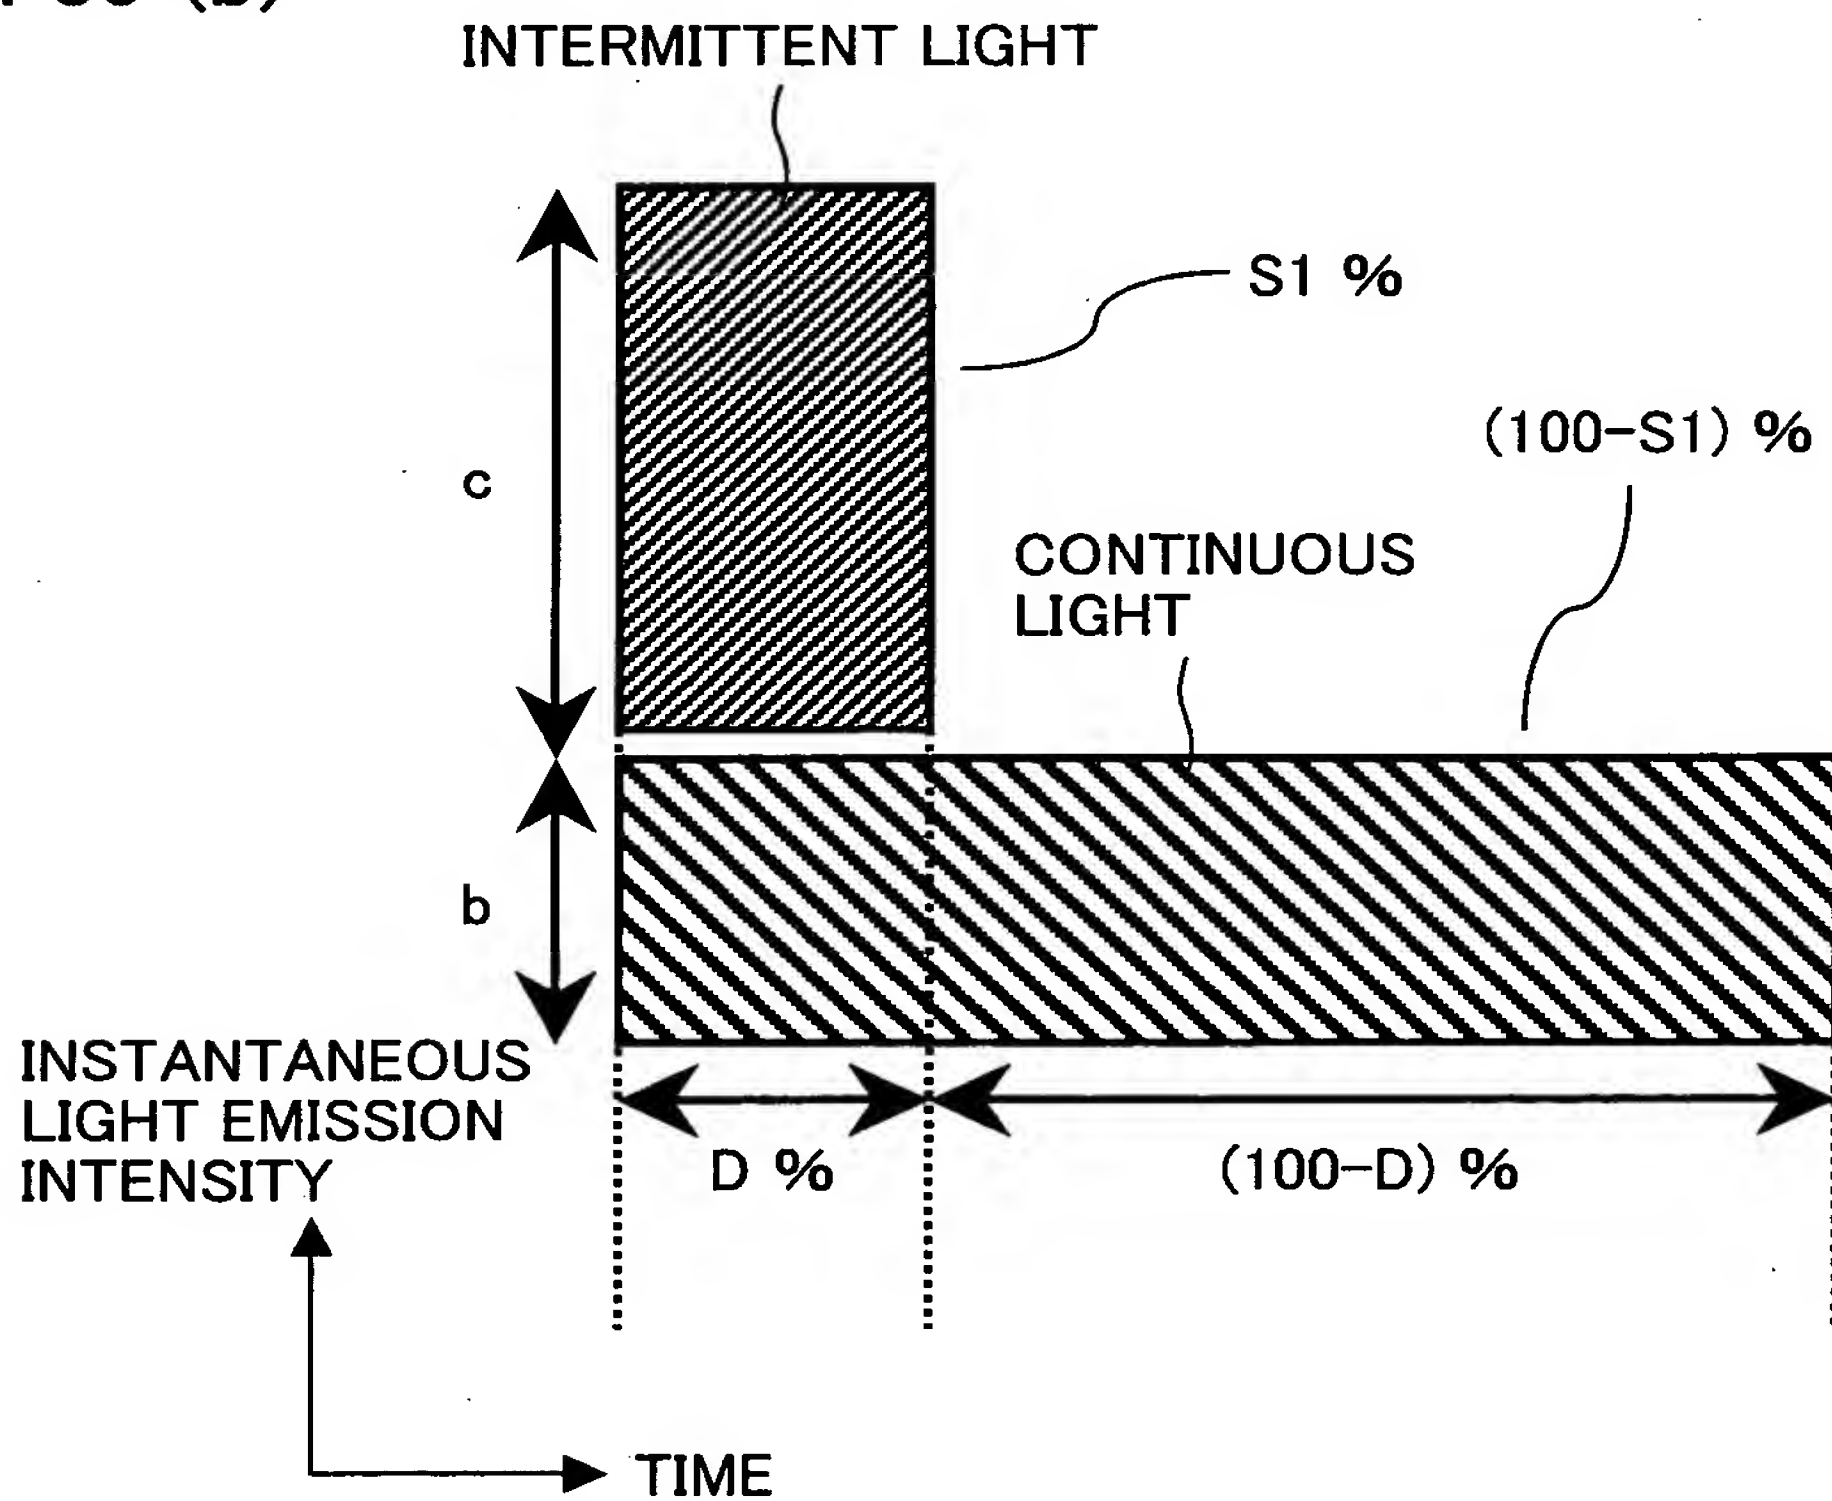 (b)
INTERMITTENT LIGHT
S1 %
(100-S1) %
c
CONTINUOUS
LIGHT
b
INSTANTANEOUS
LIGHT EMISSION
INTENSITY
D %
(100-D) %
TIME